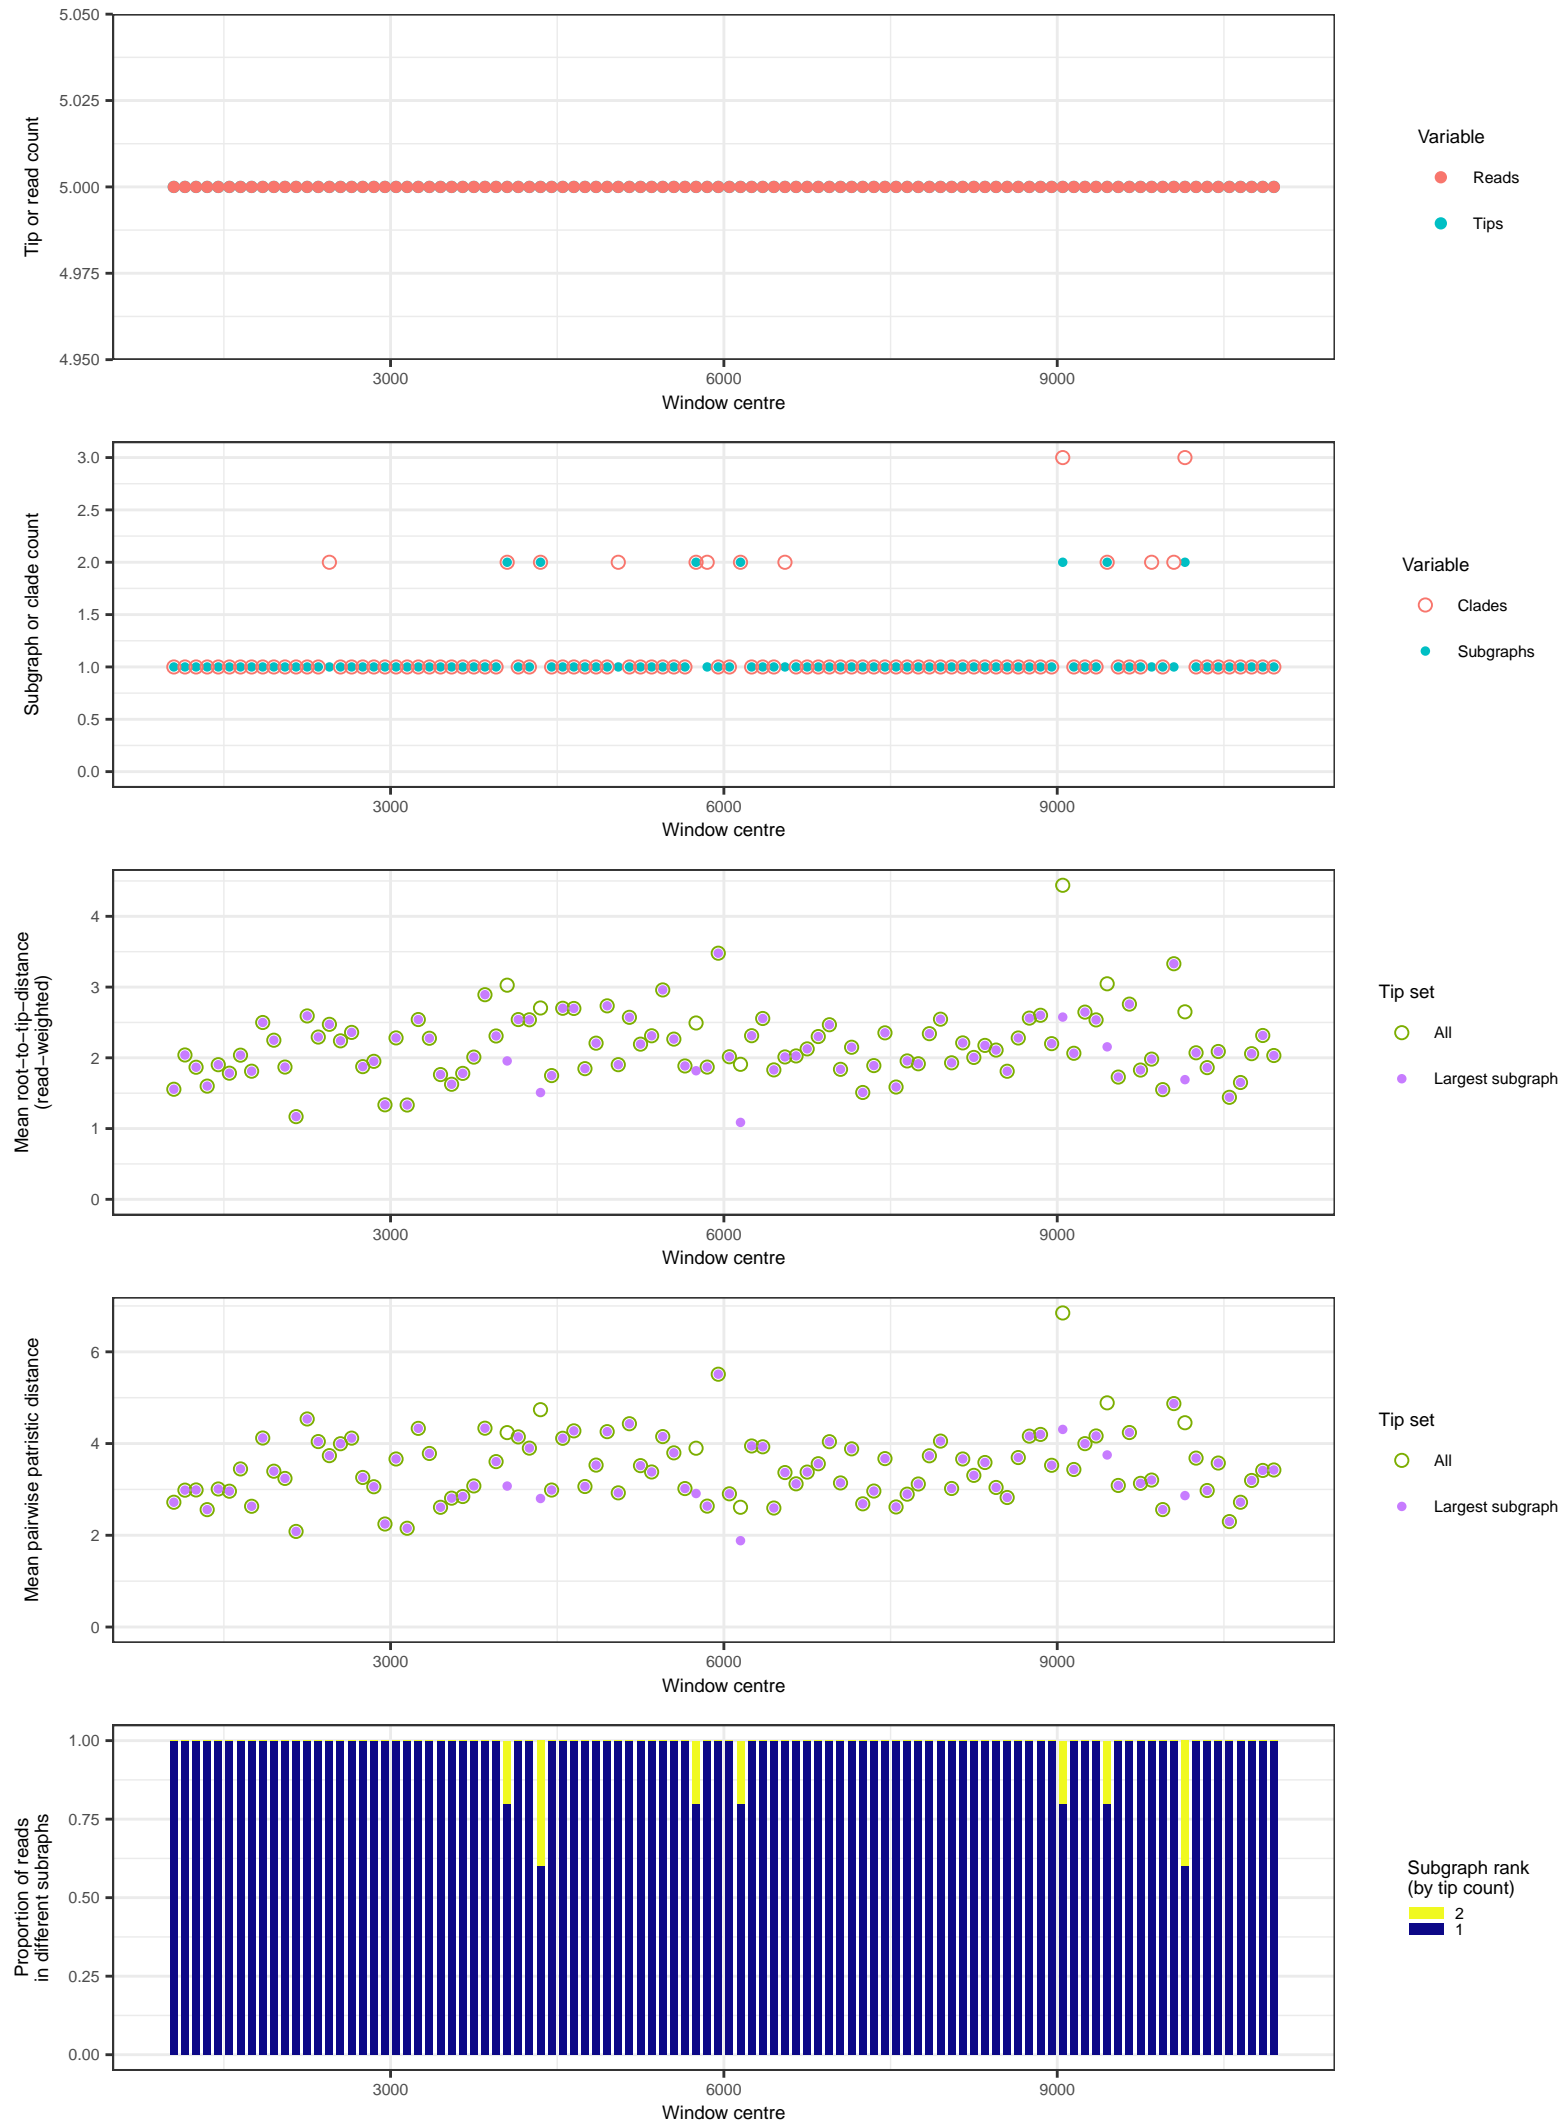 5.050
5.025
5.000
4.975
4.950
Tip or read count
3000 6000 9000
Window centre
Variable
Reads
Tips
3.0
2.5
2.0
1.5
1.0
0.5
0.0
Subgraph or clade count
3000 6000 9000
Window centre
Variable
Clades
Subgraphs
4
3
2
1
0
Mean root−to−tip−distance
(read−weighted)
3000 6000 9000
Window centre
Tip set
All
Largest subgraph
6
4
2
0
Mean pairwise patristic distance
3000 6000 9000
Window centre
Tip set
All
Largest subgraph
1.00
0.75
0.50
0.25
0.00
Proportion of reads
in different subraphs
3000 6000 9000
Window centre
Subgraph rank
(by tip count)
2
1